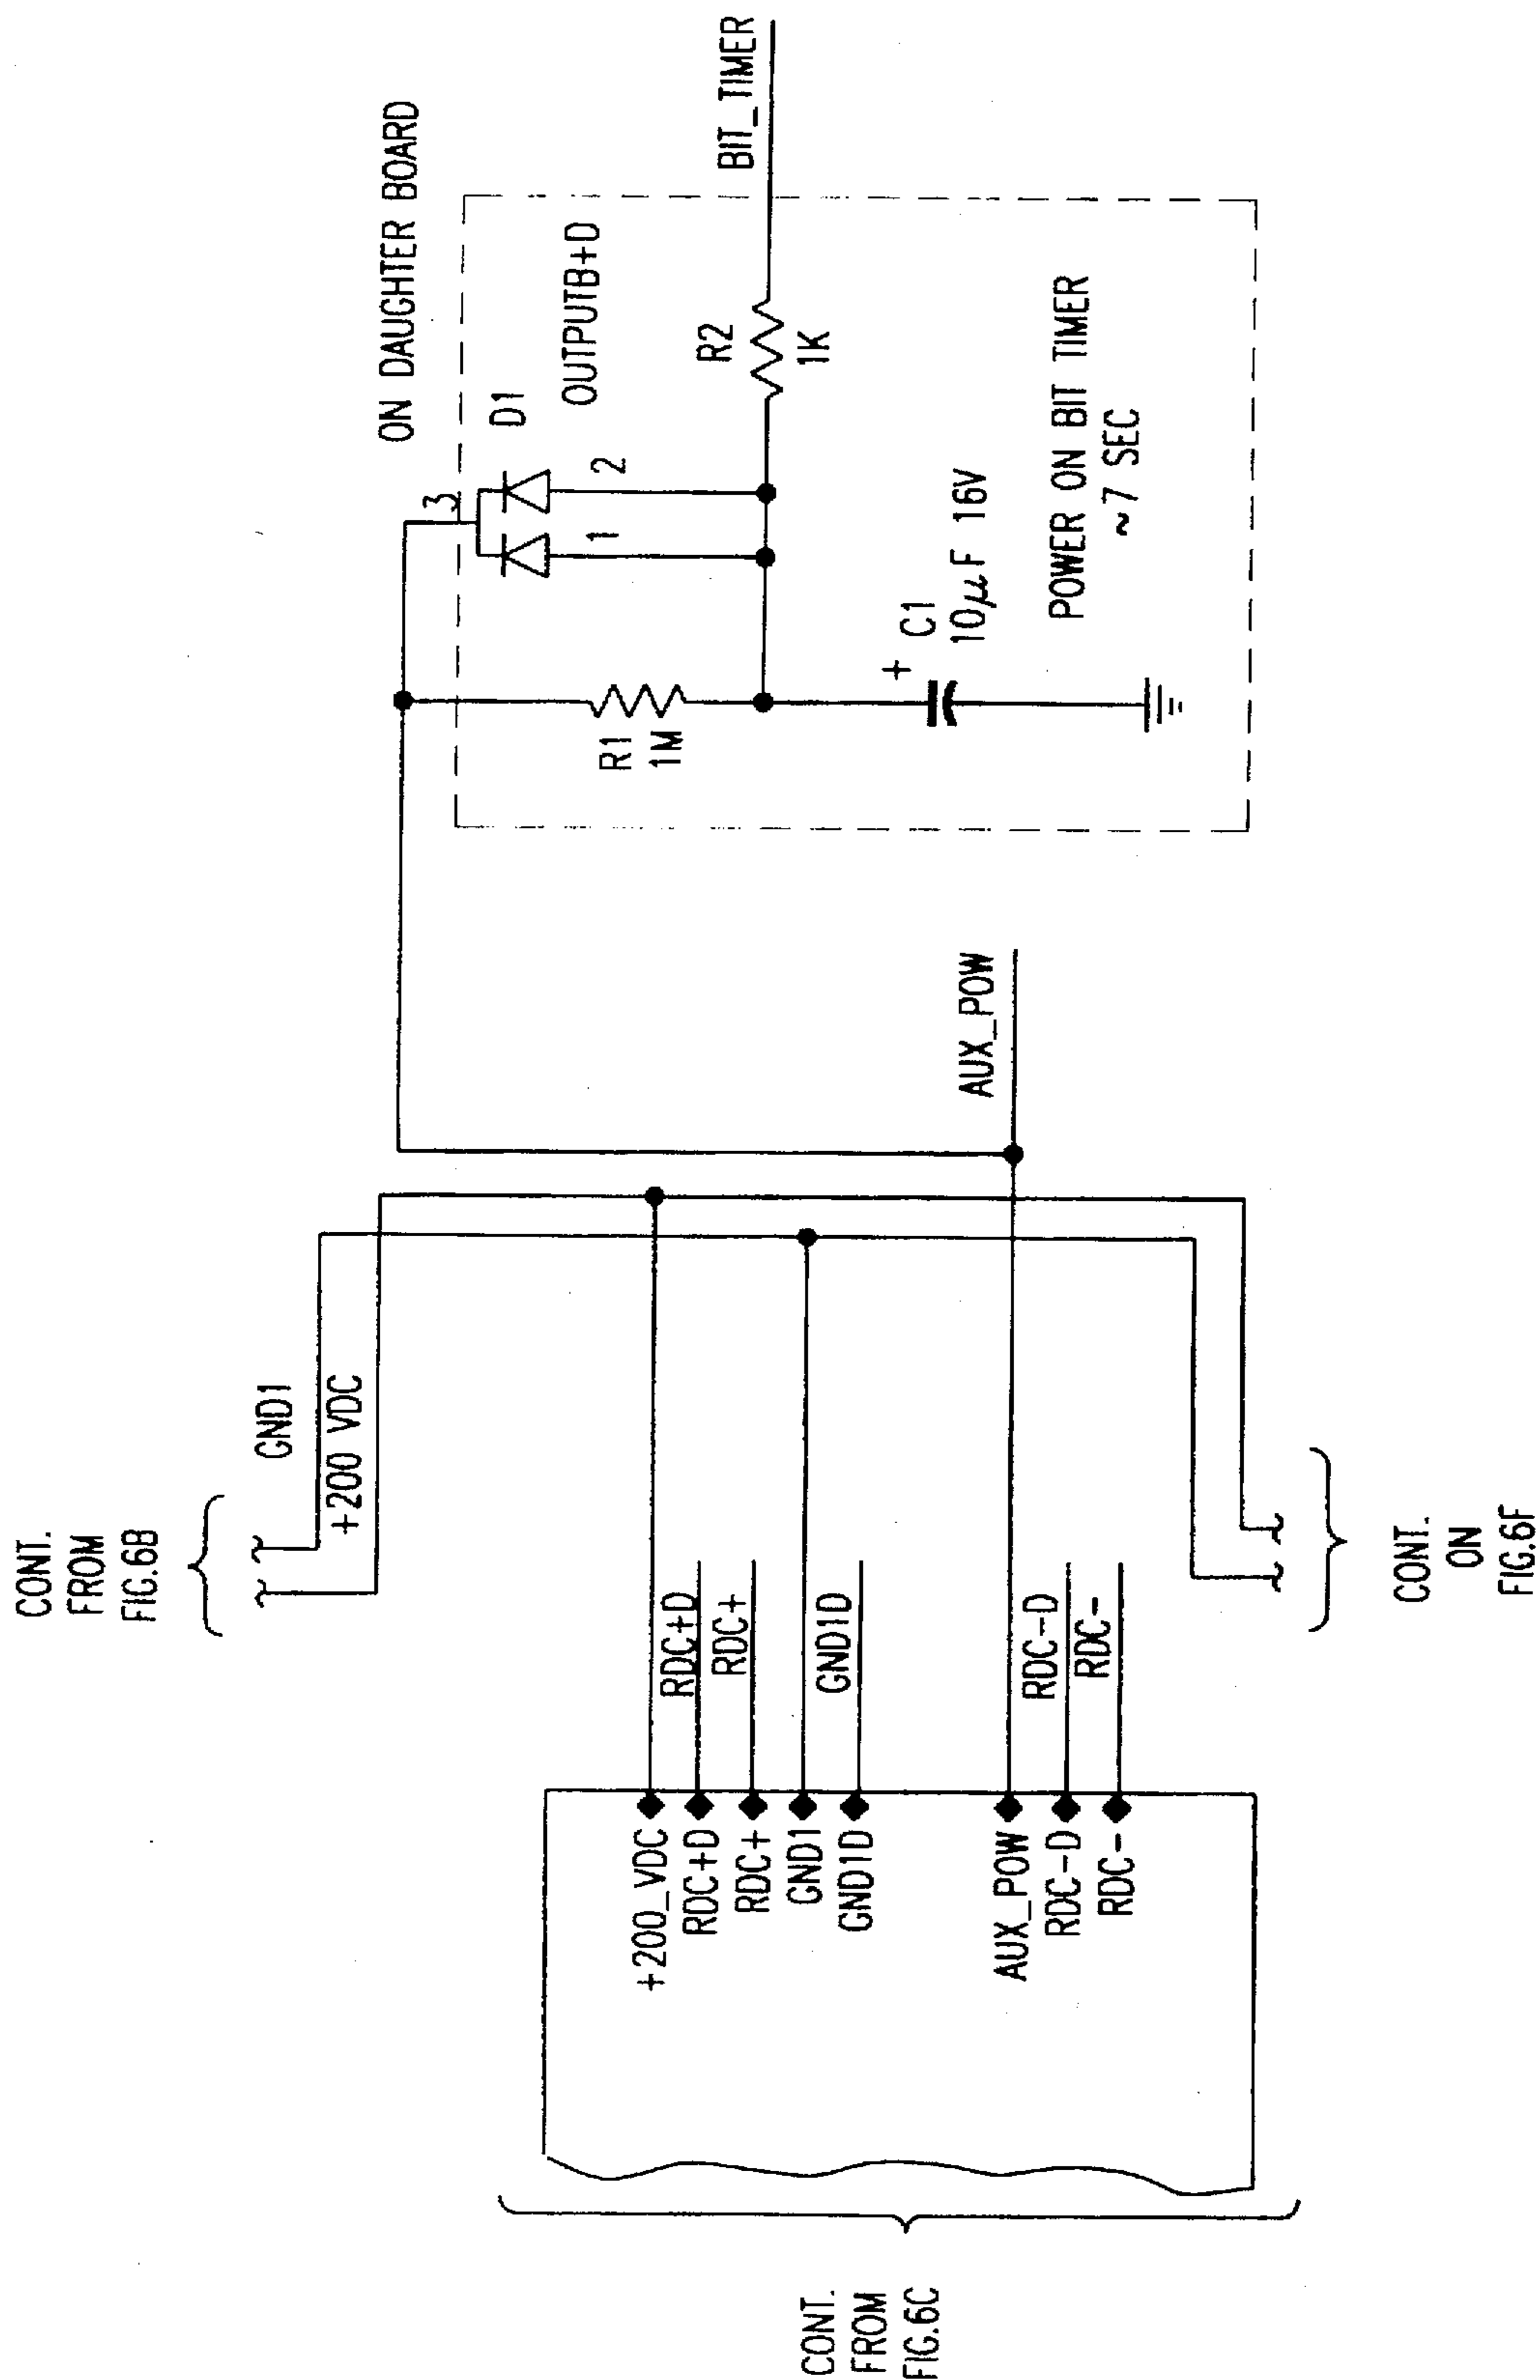 CONT.
FROM
FIG.6B
GND1
+200 VDC
ON DAUGHTER BOARD
3
D1
1
2
OUTPUTB+D
R1
1M
R2
1K
BIT_TIMER
+
C1
10μF 16V
POWER ON BIT TIMER
~7 SEC
AUX_POW
+200_VDC
RDC+D
RDC+D
RDC+
RDC+
GND1
GND1D
GND1D
AUX_POW
RDC-D
RDC-D
RDC-
RDC-
CONT.
FROM
FIG.6C
CONT.
ON
FIG.6F